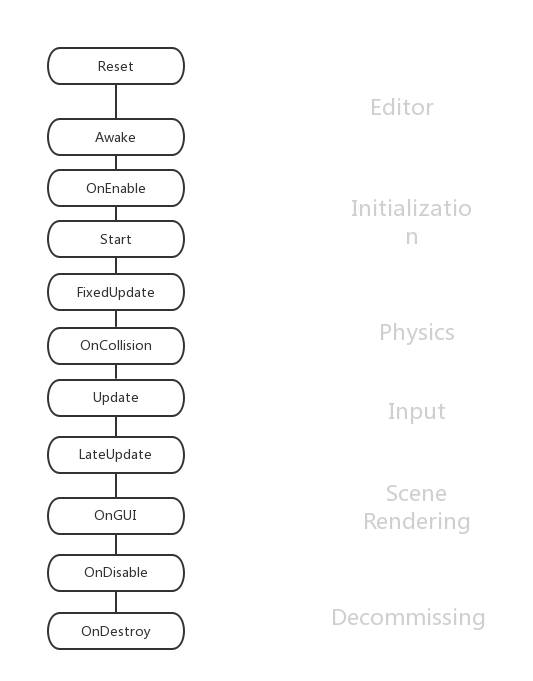 Reset
Editor
Awake
OnEnable
Initializatio
n
Start
FixedUpdate
Physics
OnCollision
Update
Input
LateUpdate
Scene
Rendering
OnGUI
OnDisable
Decommissing
OnDestroy